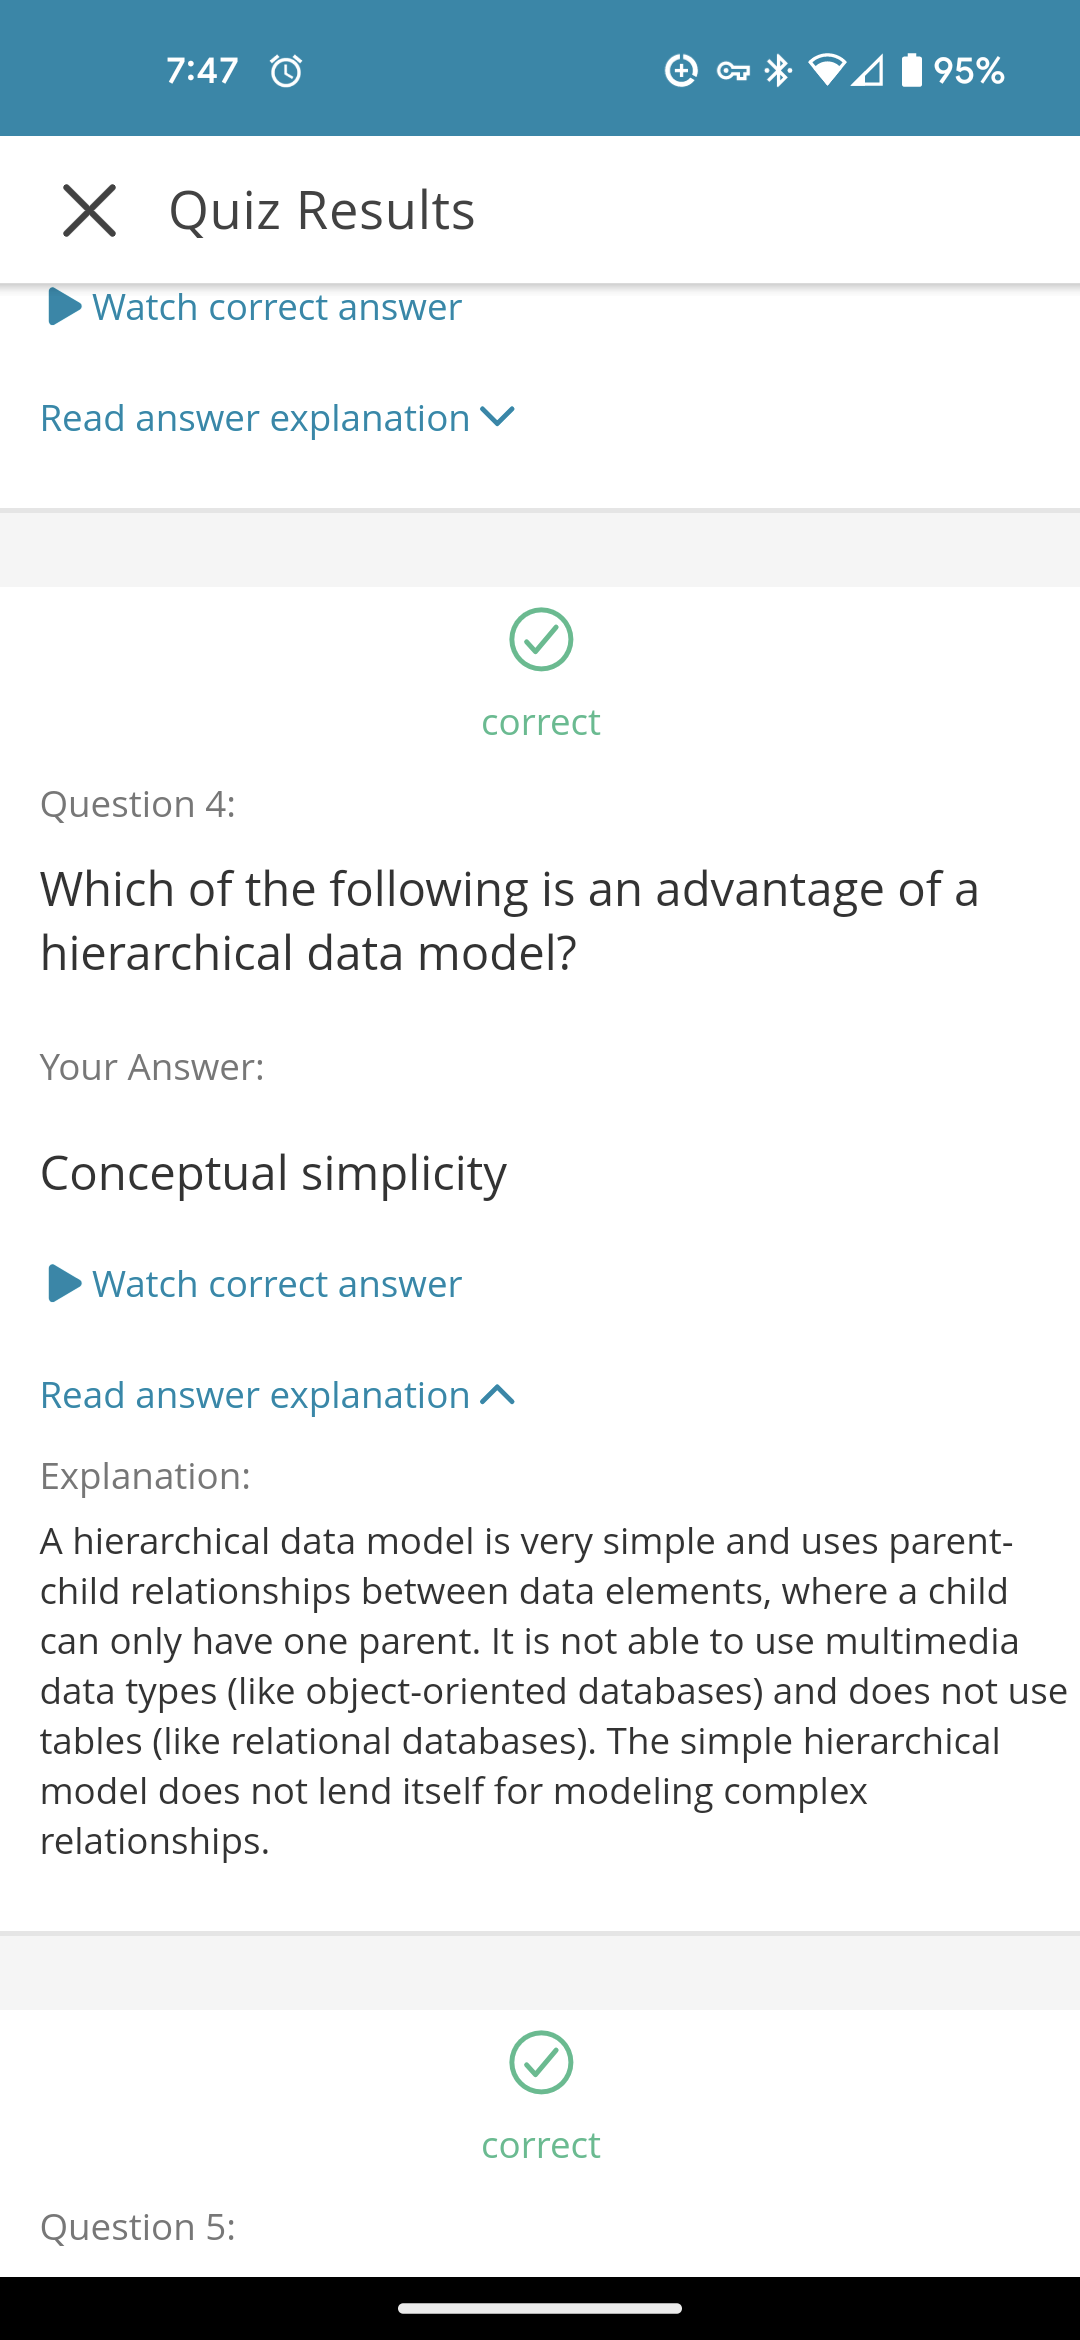 7:47
95%
Quiz Results
Watch correct answer
Read answer explanation
correct
Question 4:
Which of the following is an advantage of a
hierarchical data model?
Your Answer:
Conceptual simplicity
Watch correct answer
Read answer explanation
Explanation:
A hierarchical data model is very simple and uses parent-
child relationships between data elements, where a child
can only have one parent. It is not able to use multimedia
data types (like object-oriented databases) and does not use
tables (like relational databases). The simple hierarchical
model does not lend itself for modeling complex
relationships.
correct
Question 5: